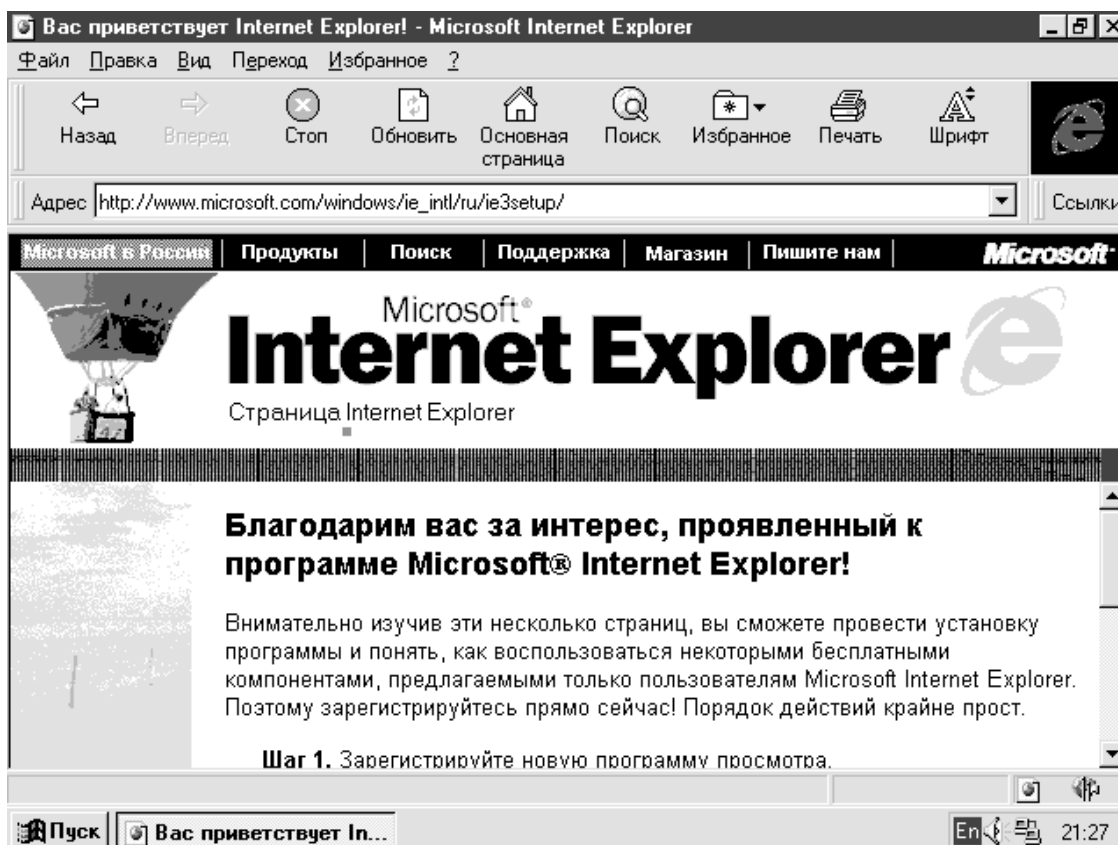 Вас приветствует Internet Explorer! - Microsoft Internet Explorer
Файл Правка Вид Переход Избранное ?
Назад Вперед Стоп Обновить Основная страница Поиск Избранное Печать Шрифт
Адрес http://www.microsoft.com/windows/ie_intl/ru/ie3setup/ Ссылки
Microsoft в России Продукты Поиск Поддержка Магазин Пишите нам Microsoft
Microsoft®
Internet Explorer
Страница Internet Explorer
Благодарим вас за интерес, проявленный к
программе Microsoft® Internet Explorer!
Внимательно изучив эти несколько страниц, вы сможете провести установку
программы и понять, как воспользоваться некоторыми бесплатными
компонентами, предлагаемыми только пользователям Microsoft Internet Explorer.
Поэтому зарегистрируйтесь прямо сейчас! Порядок действий крайне прост.
Шаг 1. Зарегистрируйте новую программу просмотра.
Пуск Вас приветствует In... En 21:27